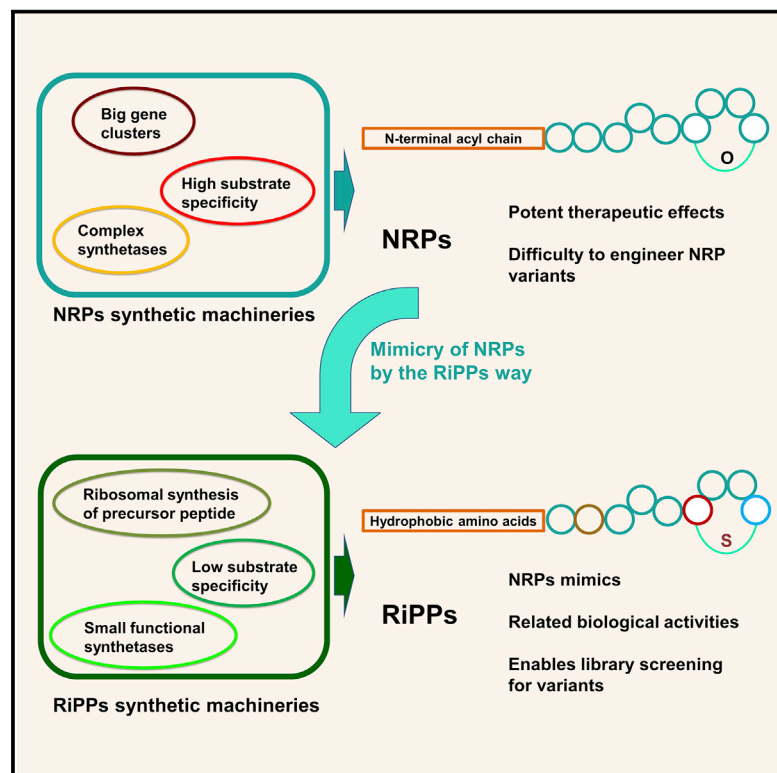 Big gene
clusters
High substrate
specificity
Complex
synthetases
NRPs synthetic machineries
N-terminal acyl chain
O
NRPs
Potent therapeutic effects
Difficulty to engineer NRP
variants
Mimicry of NRPs
by the RiPPs way
Ribosomal synthesis
of precursor peptide
Low substrate
specificity
Small functional
synthetases
RiPPs synthetic machineries
Hydrophobic amino acids
S
RiPPs
NRPs mimics
Related biological activities
Enables library screening
for variants